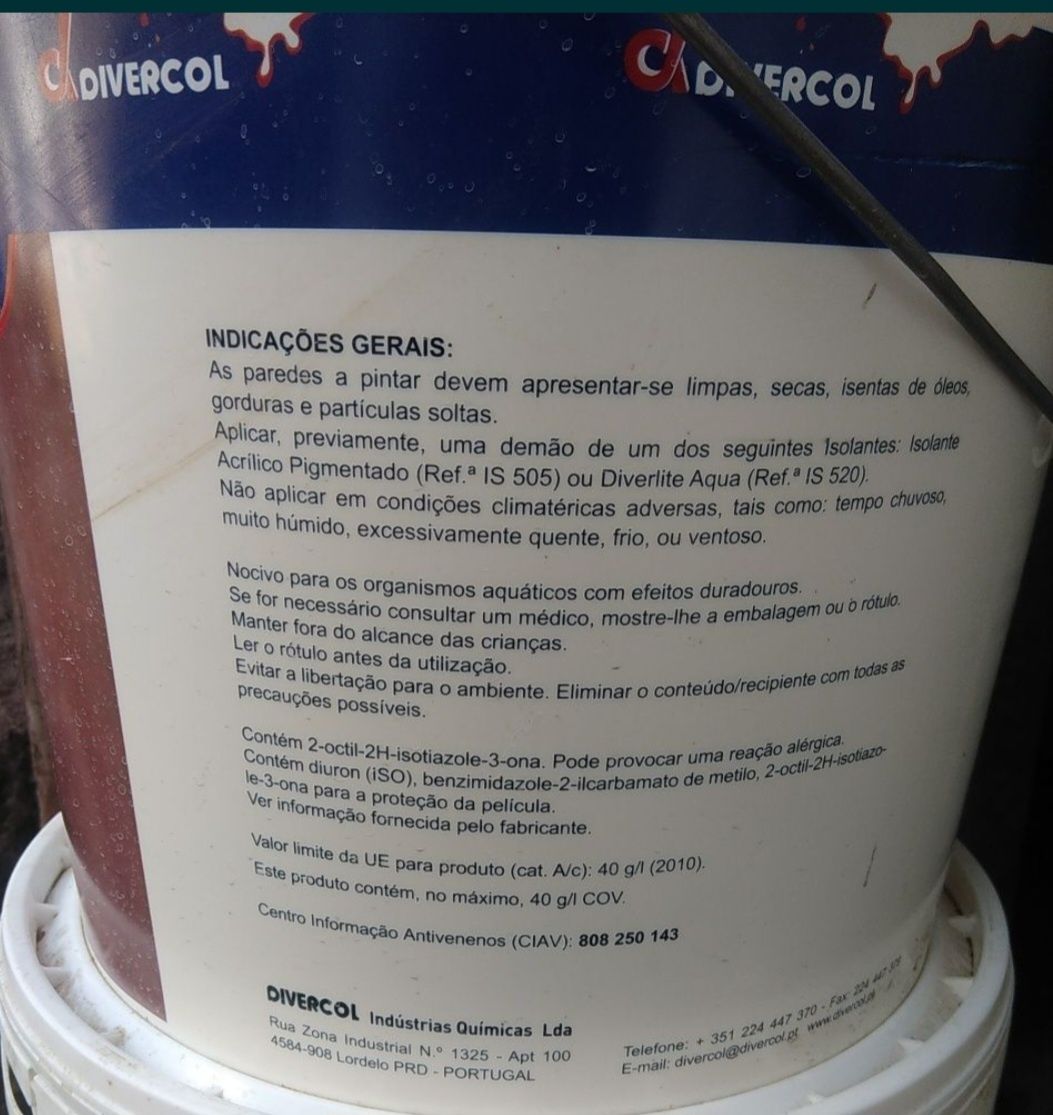 DIVERCOL
DIVERCOL
INDICAÇÕES GERAIS:
As paredes a pintar devem apresentar-se limpas, secas, isentas de óleos,
gorduras e partículas soltas.
Aplicar, previamente, uma demão de um dos seguintes Isolantes: Isolante
Acrílico Pigmentado (Ref.ª IS 505) ou Diverlite Aqua (Ref.ª IS 520).
Não aplicar em condições climatéricas adversas, tais como: tempo chuvoso,
muito húmido, excessivamente quente, frio, ou ventoso.
Nocivo para os organismos aquáticos com efeitos duradouros.
Se for necessário consultar um médico, mostre-lhe a embalagem ou o rótulo.
Manter fora do alcance das crianças.
Ler o rótulo antes da utilização.
Evitar a libertação para o ambiente. Eliminar o conteúdo/recipiente com todas as
precauções possíveis.
Contém 2-octil-2H-isotiazole-3-ona. Pode provocar uma reação alérgica.
Contém diuron (iSO), benzimidazole-2-ilcarbamato de metilo, 2-octil-2H-isotiazo-
le-3-ona para a proteção da película.
Ver informação fornecida pelo fabricante.
Valor limite da UE para produto (cat. A/c): 40 g/l (2010).
Este produto contém, no máximo, 40 g/l COV.
Centro Informação Antivenenos (CIAV): 808 250 143
DIVERCOL Indústrias Químicas Lda
Rua Zona Industrial N.º 1325 - Apt 100
4584-908 Lordelo PRD - PORTUGAL
Telefone: + 351 224 447 370 - Fax: 224 447 375
E-mail: divercol@divercol.pt www.divercol.pt